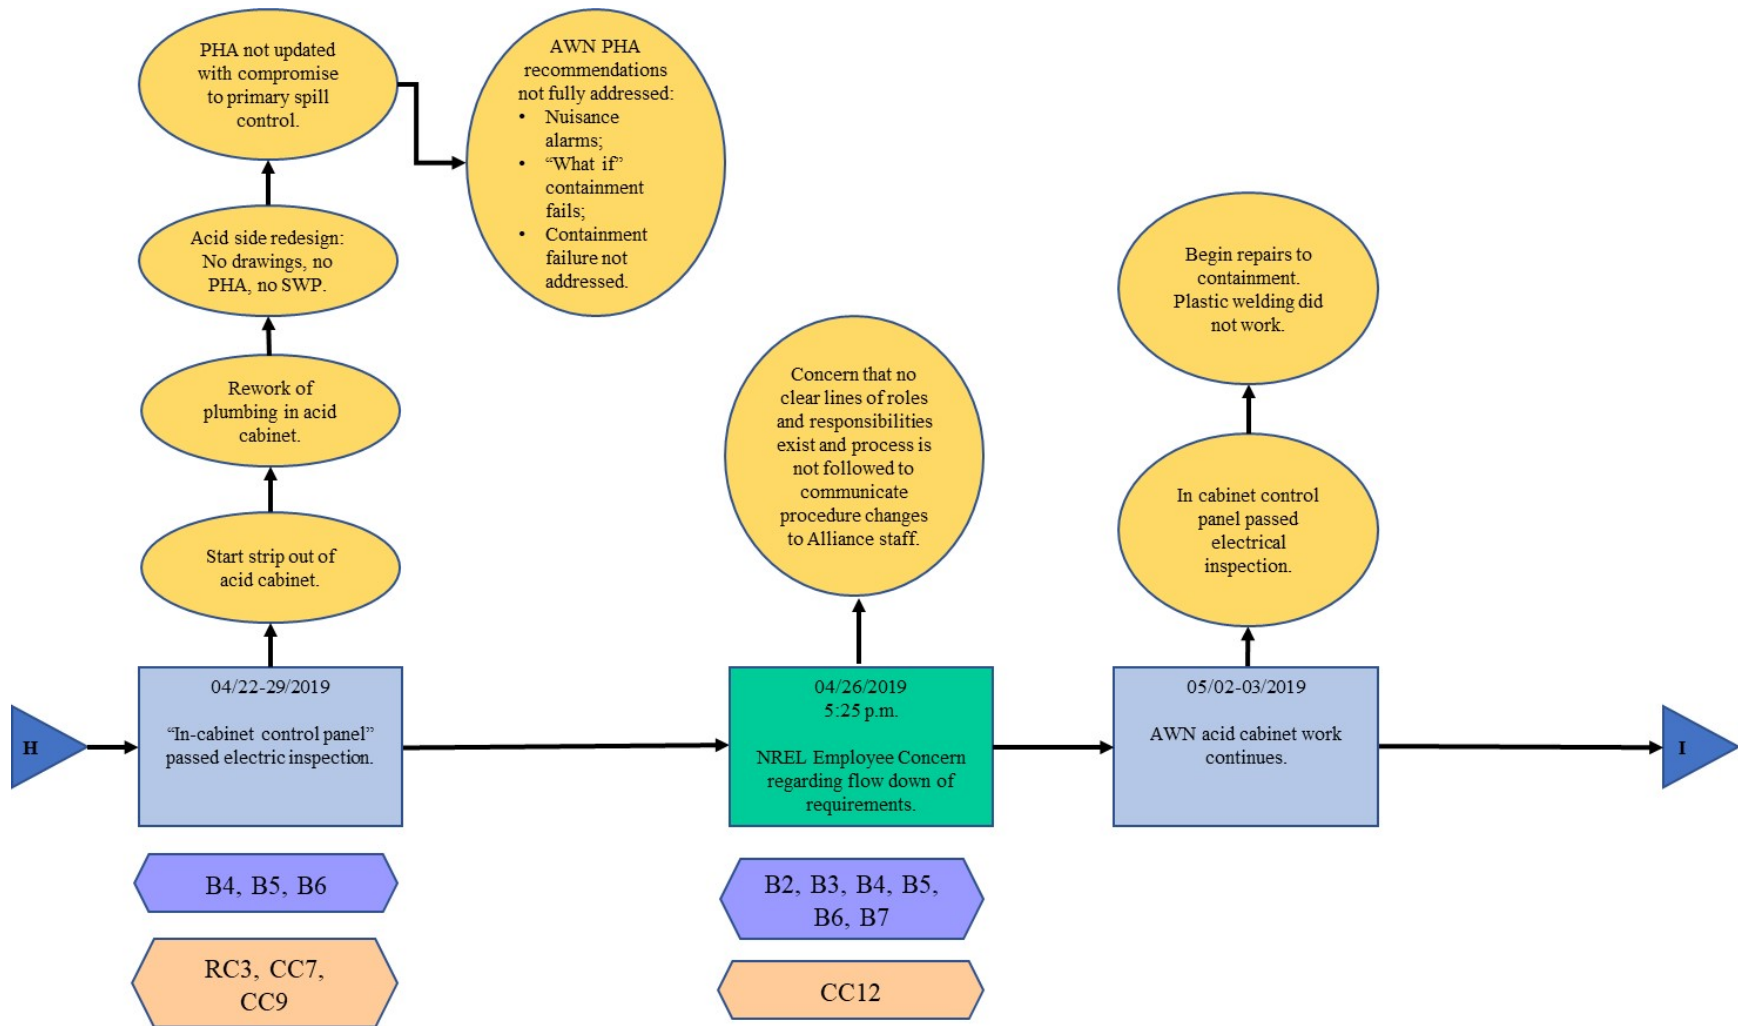 PHA not updated
with compromise
to primary spill
control.
AWN PHA
recommendations
not fully addressed:
• Nuisance
alarms;
• “What if”
containment
fails;
• Containment
failure not
addressed.
Acid side redesign:
No drawings, no
PHA, no SWP.
Rework of
plumbing in acid
cabinet.
Start strip out of
acid cabinet.
Concern that no
clear lines of roles
and responsibilities
exist and process is
not followed to
communicate
procedure changes
to Alliance staff.
Begin repairs to
containment.
Plastic welding did
not work.
In cabinet control
panel passed
electrical
inspection.
H
04/22-29/2019
“In-cabinet control panel”
passed electric inspection.
04/26/2019
5:25 p.m.
NREL Employee Concern
regarding flow down of
requirements.
05/02-03/2019
AWN acid cabinet work
continues.
I
B4, B5, B6
B2, B3, B4, B5,
B6, B7
RC3, CC7,
CC9
CC12